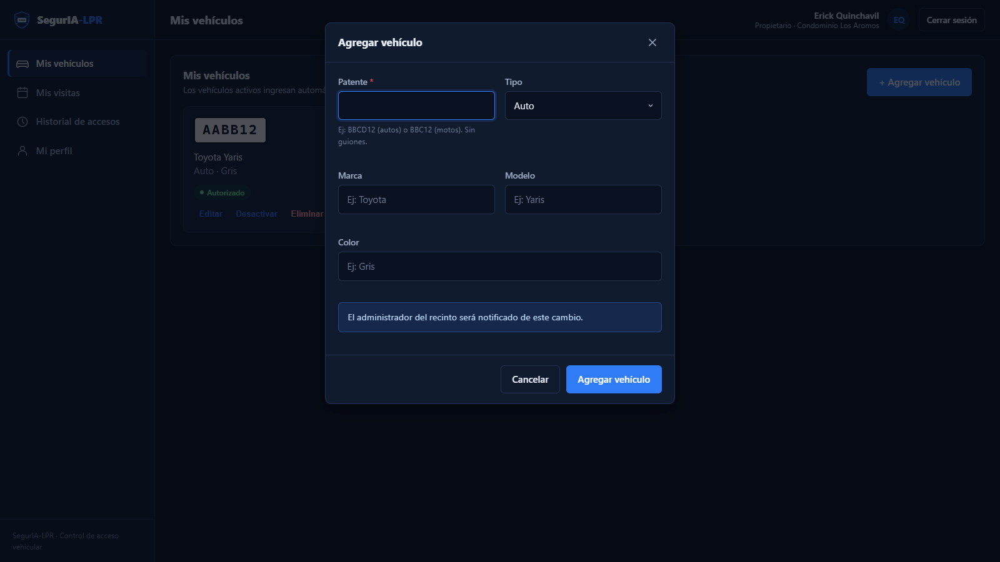 SegurIA-LPR
Mis vehículos
Erick Quinchavil
Propietario · Condominio Los Aromos
EQ
Cerrar sesión
Mis vehículos
Mis visitas
Historial de accesos
Mi perfil
Mis vehículos
Los vehículos activos ingresan
+ Agregar vehículo
AABB12
Toyota Yaris
Auto · Gris
Autorizado
Editar
Desactivar
Eliminar
Agregar vehículo
Patente *
Tipo
Auto
Ej: BBCD12 (autos) o BBC12 (motos). Sin
guiones.
Marca
Modelo
Ej: Toyota
Ej: Yaris
Color
Ej: Gris
El administrador del recinto será notificado de este cambio.
Cancelar
Agregar vehículo
SegurIA-LPR · Control de acceso
vehicular